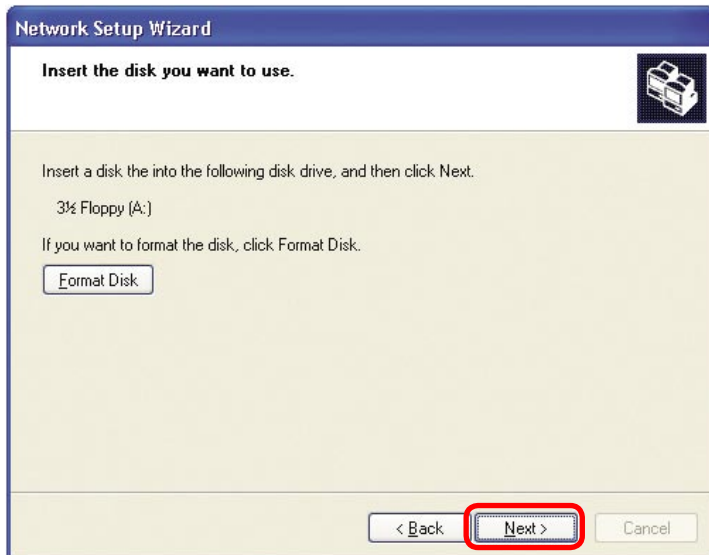 Network Setup Wizard
Insert the disk you want to use.
Insert a disk the into the following disk drive, and then click Next.
3½ Floppy (A:)
If you want to format the disk, click Format Disk.
Format Disk
< Back Next > Cancel